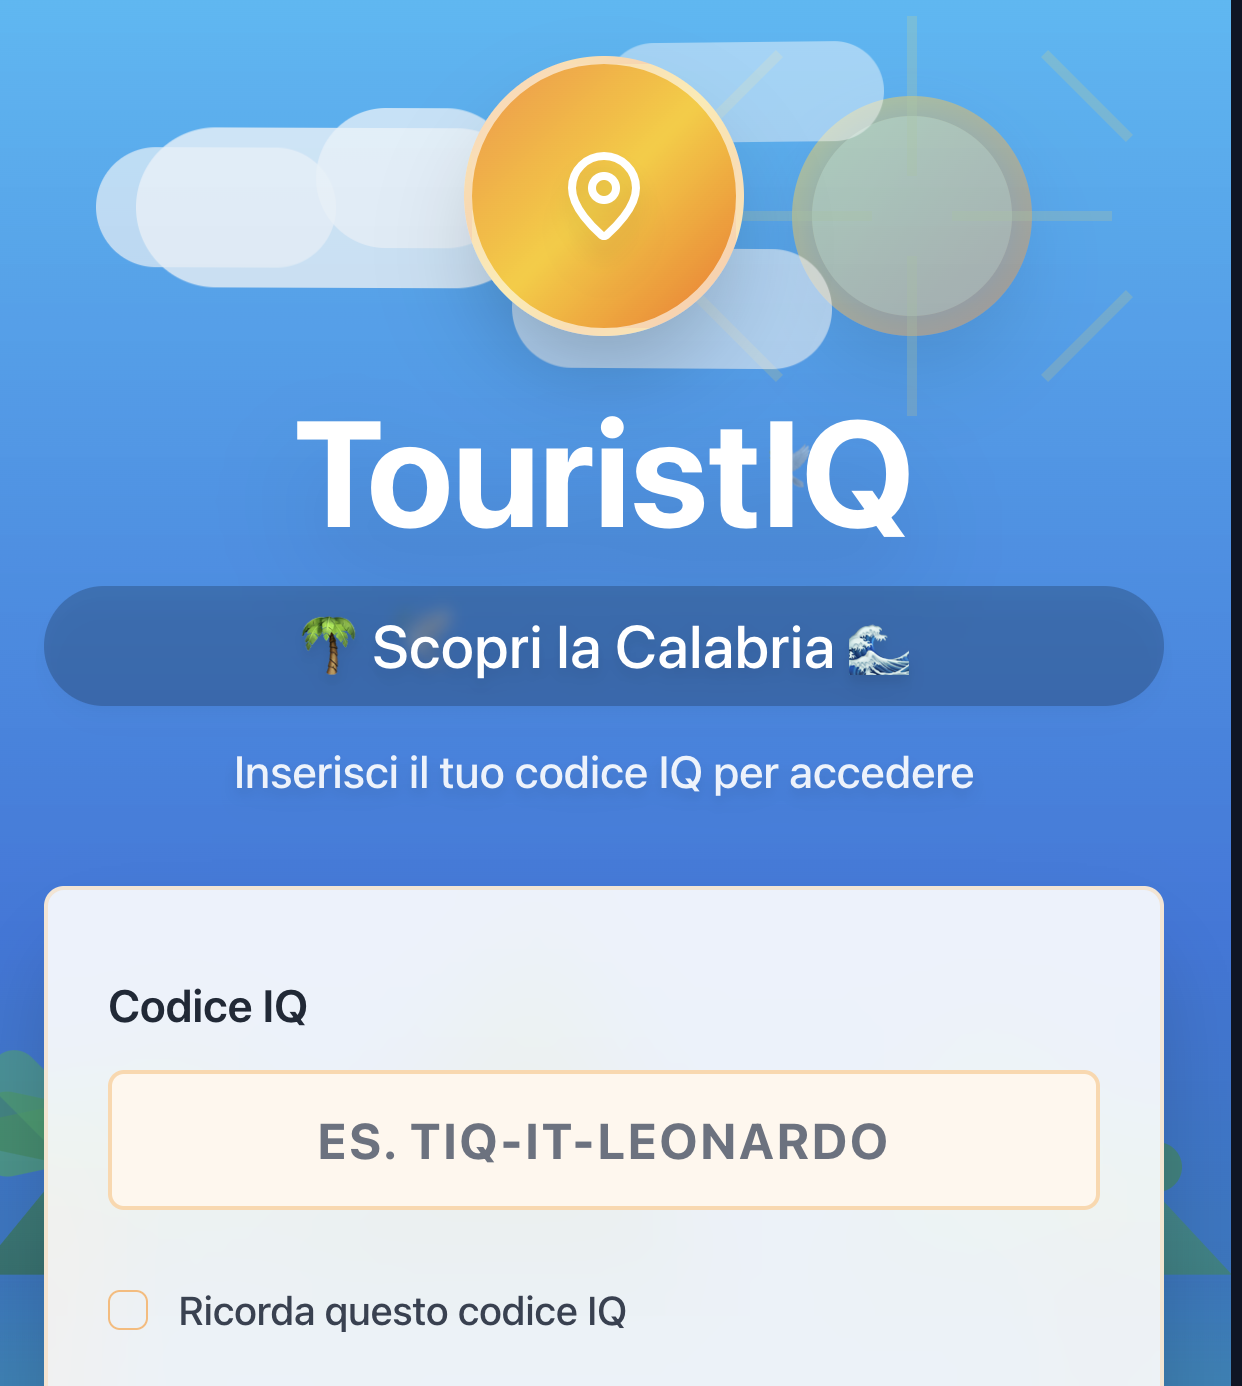 TouristIQ
🌴 Scopri la Calabria 🌊
Inserisci il tuo codice IQ per accedere
Codice IQ
ES. TIQ-IT-LEONARDO
Ricorda questo codice IQ